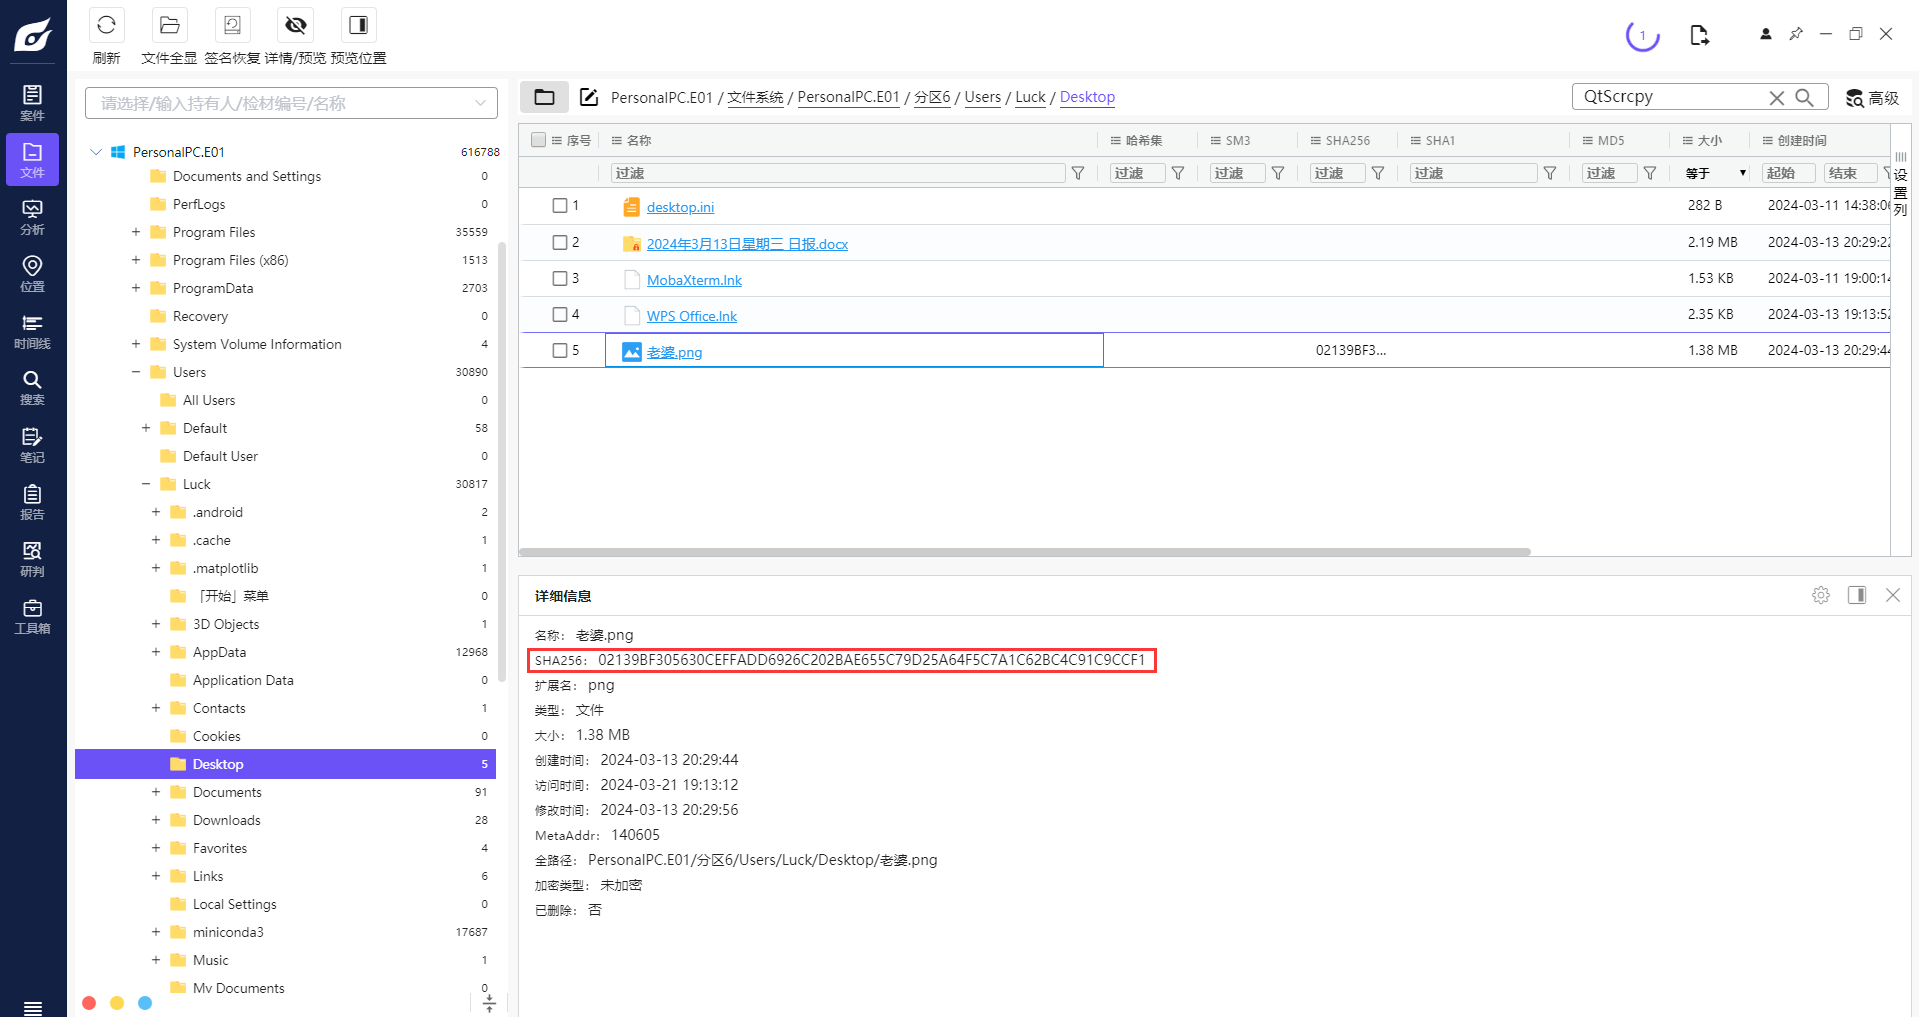 刷新 文件全显 签名恢复 详情/预览 预览位置
1
案件
文件
分析
位置
时间线
搜索
笔记
报告
研判
工具箱
请选择/输入持有人/检材编号/名称
PersonalPC.E01 616788
Documents and Settings 0
PerfLogs 0
Program Files 35559
Program Files (x86) 1513
ProgramData 2703
Recovery 0
System Volume Information 4
Users 30890
All Users 0
Default 58
Default User 0
Luck 30817
.android 2
.cache 1
.matplotlib 1
「开始」菜单 0
3D Objects 1
AppData 12968
Application Data 0
Contacts 1
Cookies 0
Desktop 5
Documents 91
Downloads 28
Favorites 4
Links 6
Local Settings 0
miniconda3 17687
Music 1
My Documents 0
PersonalPC.E01 / 文件系统 / PersonalPC.E01 / 分区6 / Users / Luck / Desktop
QtScrcpy
高级
序号 名称 哈希集 SM3 SHA256 SHA1 MD5 大小 创建时间
过滤 过滤 过滤 过滤 过滤 过滤 等于 起始 结束
设置列
1 desktop.ini 282 B 2024-03-11 14:38:06
2 2024年3月13日星期三 日报.docx 2.19 MB 2024-03-13 20:29:22
3 MobaXterm.lnk 1.53 KB 2024-03-11 19:00:14
4 WPS Office.lnk 2.35 KB 2024-03-13 19:13:52
5 老婆.png 02139BF3... 1.38 MB 2024-03-13 20:29:44
详细信息
名称： 老婆.png
SHA256： 02139BF305630CEFFADD6926C202BAE655C79D25A64F5C7A1C62BC4C91C9CCF1
扩展名： png
类型： 文件
大小： 1.38 MB
创建时间： 2024-03-13 20:29:44
访问时间： 2024-03-21 19:13:12
修改时间： 2024-03-13 20:29:56
MetaAddr： 140605
全路径： PersonalPC.E01/分区6/Users/Luck/Desktop/老婆.png
加密类型： 未加密
已删除： 否